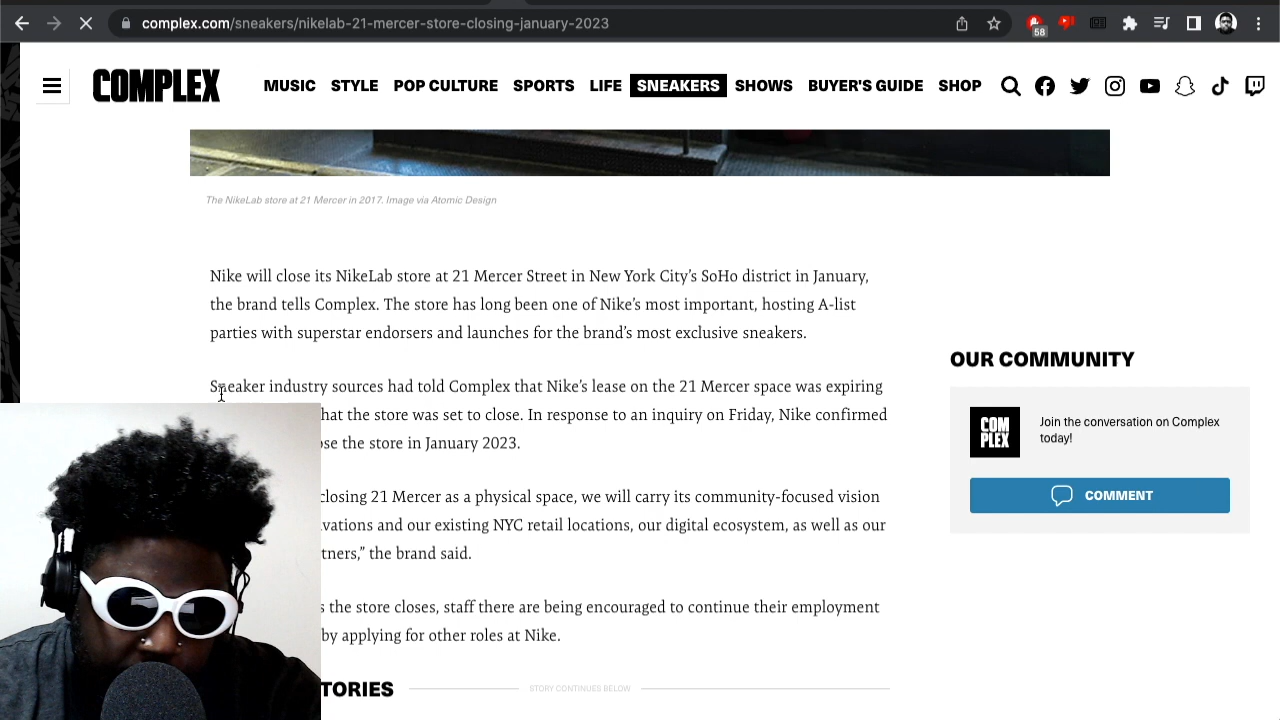 complex.com/sneakers/nikelab-21-mercer-store-closing-january-2023
58
COMPLEX
MUSIC STYLE POP CULTURE SPORTS LIFE SNEAKERS SHOWS BUYER'S GUIDE SHOP
The NikeLab store at 21 Mercer in 2017. Image via Atomic Design
Nike will close its NikeLab store at 21 Mercer Street in New York City’s SoHo district in January,
the brand tells Complex. The store has long been one of Nike’s most important, hosting A-list
parties with superstar endorsers and launches for the brand’s most exclusive sneakers.
Sneaker industry sources had told Complex that Nike’s lease on the 21 Mercer space was expiring
hat the store was set to close. In response to an inquiry on Friday, Nike confirmed
ose the store in January 2023.
closing 21 Mercer as a physical space, we will carry its community-focused vision
vations and our existing NYC retail locations, our digital ecosystem, as well as our
tners,” the brand said.
s the store closes, staff there are being encouraged to continue their employment
by applying for other roles at Nike.
TORIES
STORY CONTINUES BELOW
OUR COMMUNITY
COM
PLEX
Join the conversation on Complex
today!
COMMENT